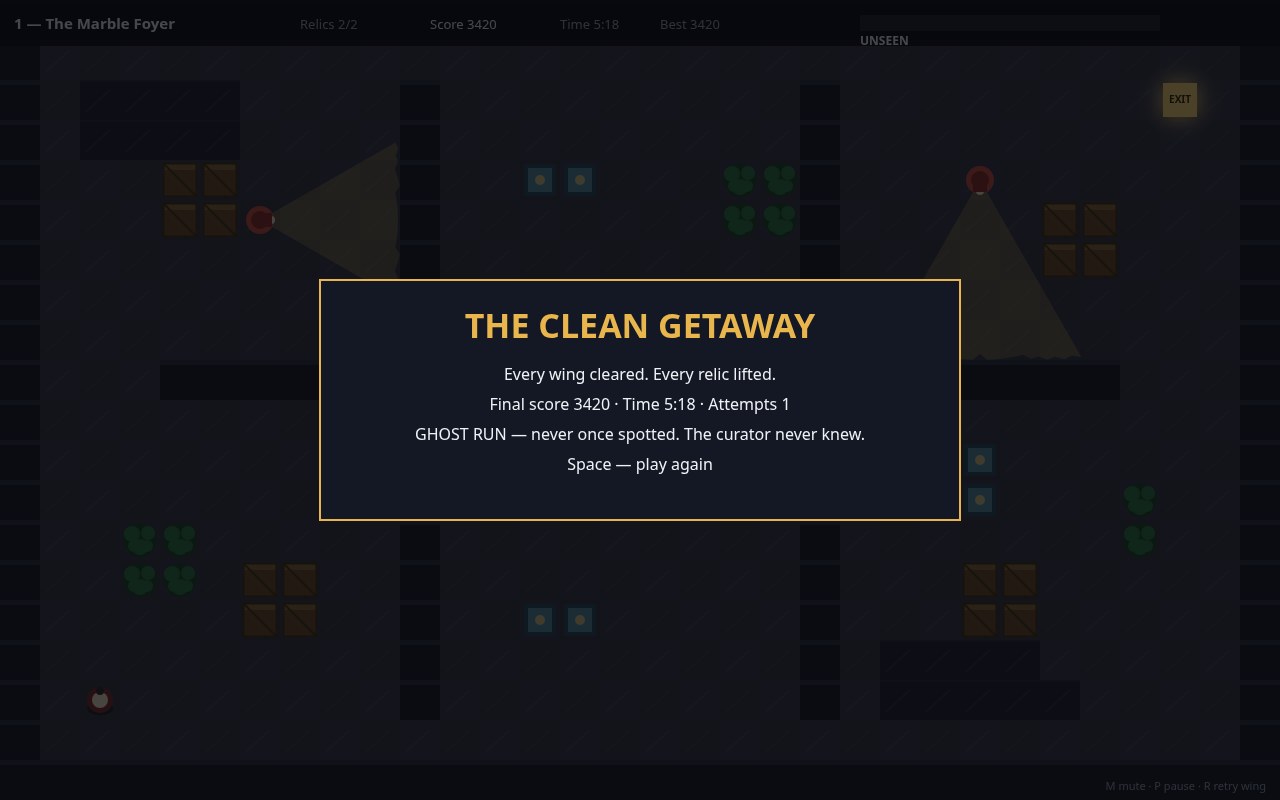 1 — The Marble Foyer
Relics 2/2
Score 3420
Time 5:18
Best 3420
UNSEEN
EXIT
THE CLEAN GETAWAY
Every wing cleared. Every relic lifted.
Final score 3420 · Time 5:18 · Attempts 1
GHOST RUN — never once spotted. The curator never knew.
Space — play again
M mute · P pause · R retry wing